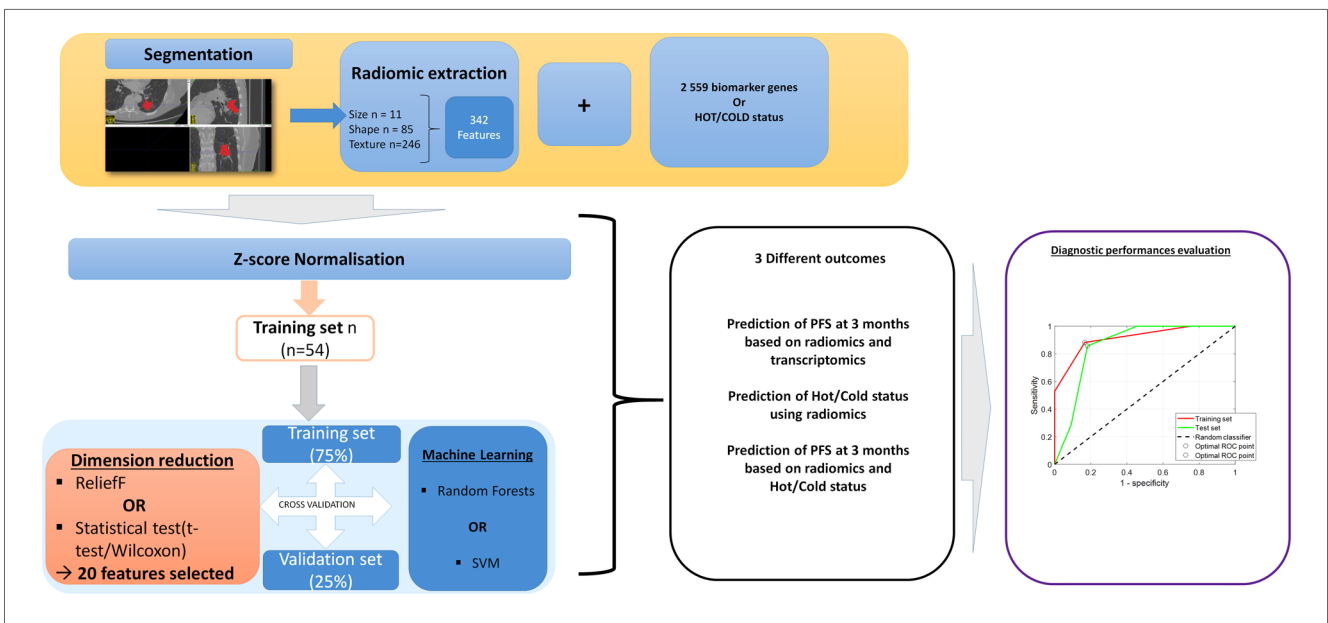 Segmentation
Radiomic extraction
Size n = 11
Shape n = 85
Texture n=246
342
Features
+
2 559 biomarker genes
Or
HOT/COLD status
Z-score Normalisation
Training set n
(n=54)
Dimension reduction
▪ ReliefF
OR
▪ Statistical test(t-
test/Wilcoxon)
→ 20 features selected
Training set
(75%)
CROSS VALIDATION
Validation set
(25%)
Machine Learning
▪ Random Forests
OR
▪ SVM
3 Different outcomes
Prediction of PFS at 3 months
based on radiomics and
transcriptomics
Prediction of Hot/Cold status
using radiomics
Prediction of PFS at 3 months
based on radiomics and
Hot/Cold status
Diagnostic performances evaluation
1
0.8
0.6
0.4
0.2
0
Sensitivity
Training set
Test set
Random classifier
Optimal ROC point
Optimal ROC point
0 0.2 0.4 0.6 0.8 1
1 - specificity